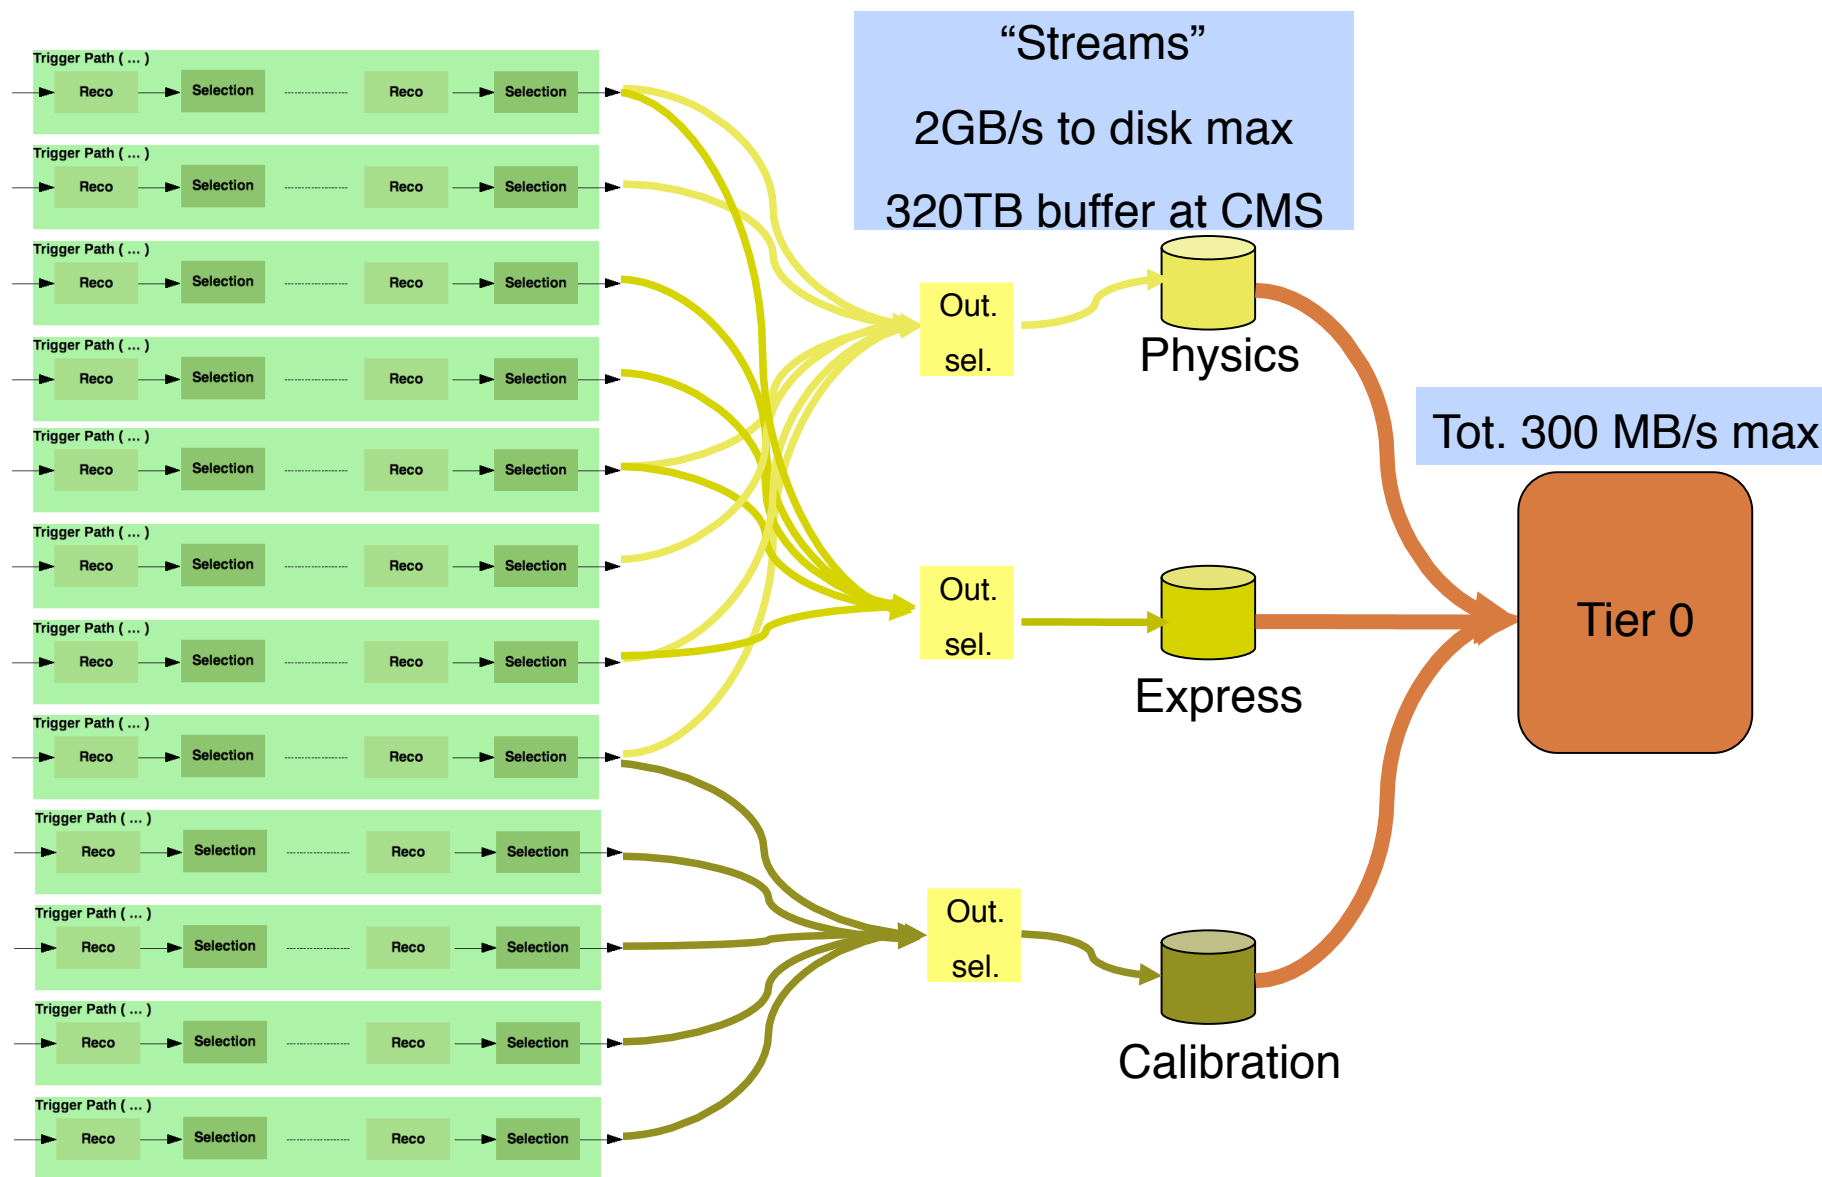 “Streams”
2GB/s to disk max
320TB buffer at CMS
Trigger Path ( ... )
Reco
Selection
Reco
Selection
Trigger Path ( ... )
Reco
Selection
Reco
Selection
Trigger Path ( ... )
Reco
Selection
Reco
Selection
Trigger Path ( ... )
Reco
Selection
Reco
Selection
Trigger Path ( ... )
Reco
Selection
Reco
Selection
Trigger Path ( ... )
Reco
Selection
Reco
Selection
Trigger Path ( ... )
Reco
Selection
Reco
Selection
Trigger Path ( ... )
Reco
Selection
Reco
Selection
Trigger Path ( ... )
Reco
Selection
Reco
Selection
Trigger Path ( ... )
Reco
Selection
Reco
Selection
Trigger Path ( ... )
Reco
Selection
Reco
Selection
Trigger Path ( ... )
Reco
Selection
Reco
Selection
Out.
sel.
Physics
Out.
sel.
Express
Out.
sel.
Calibration
Tot. 300 MB/s max
Tier 0